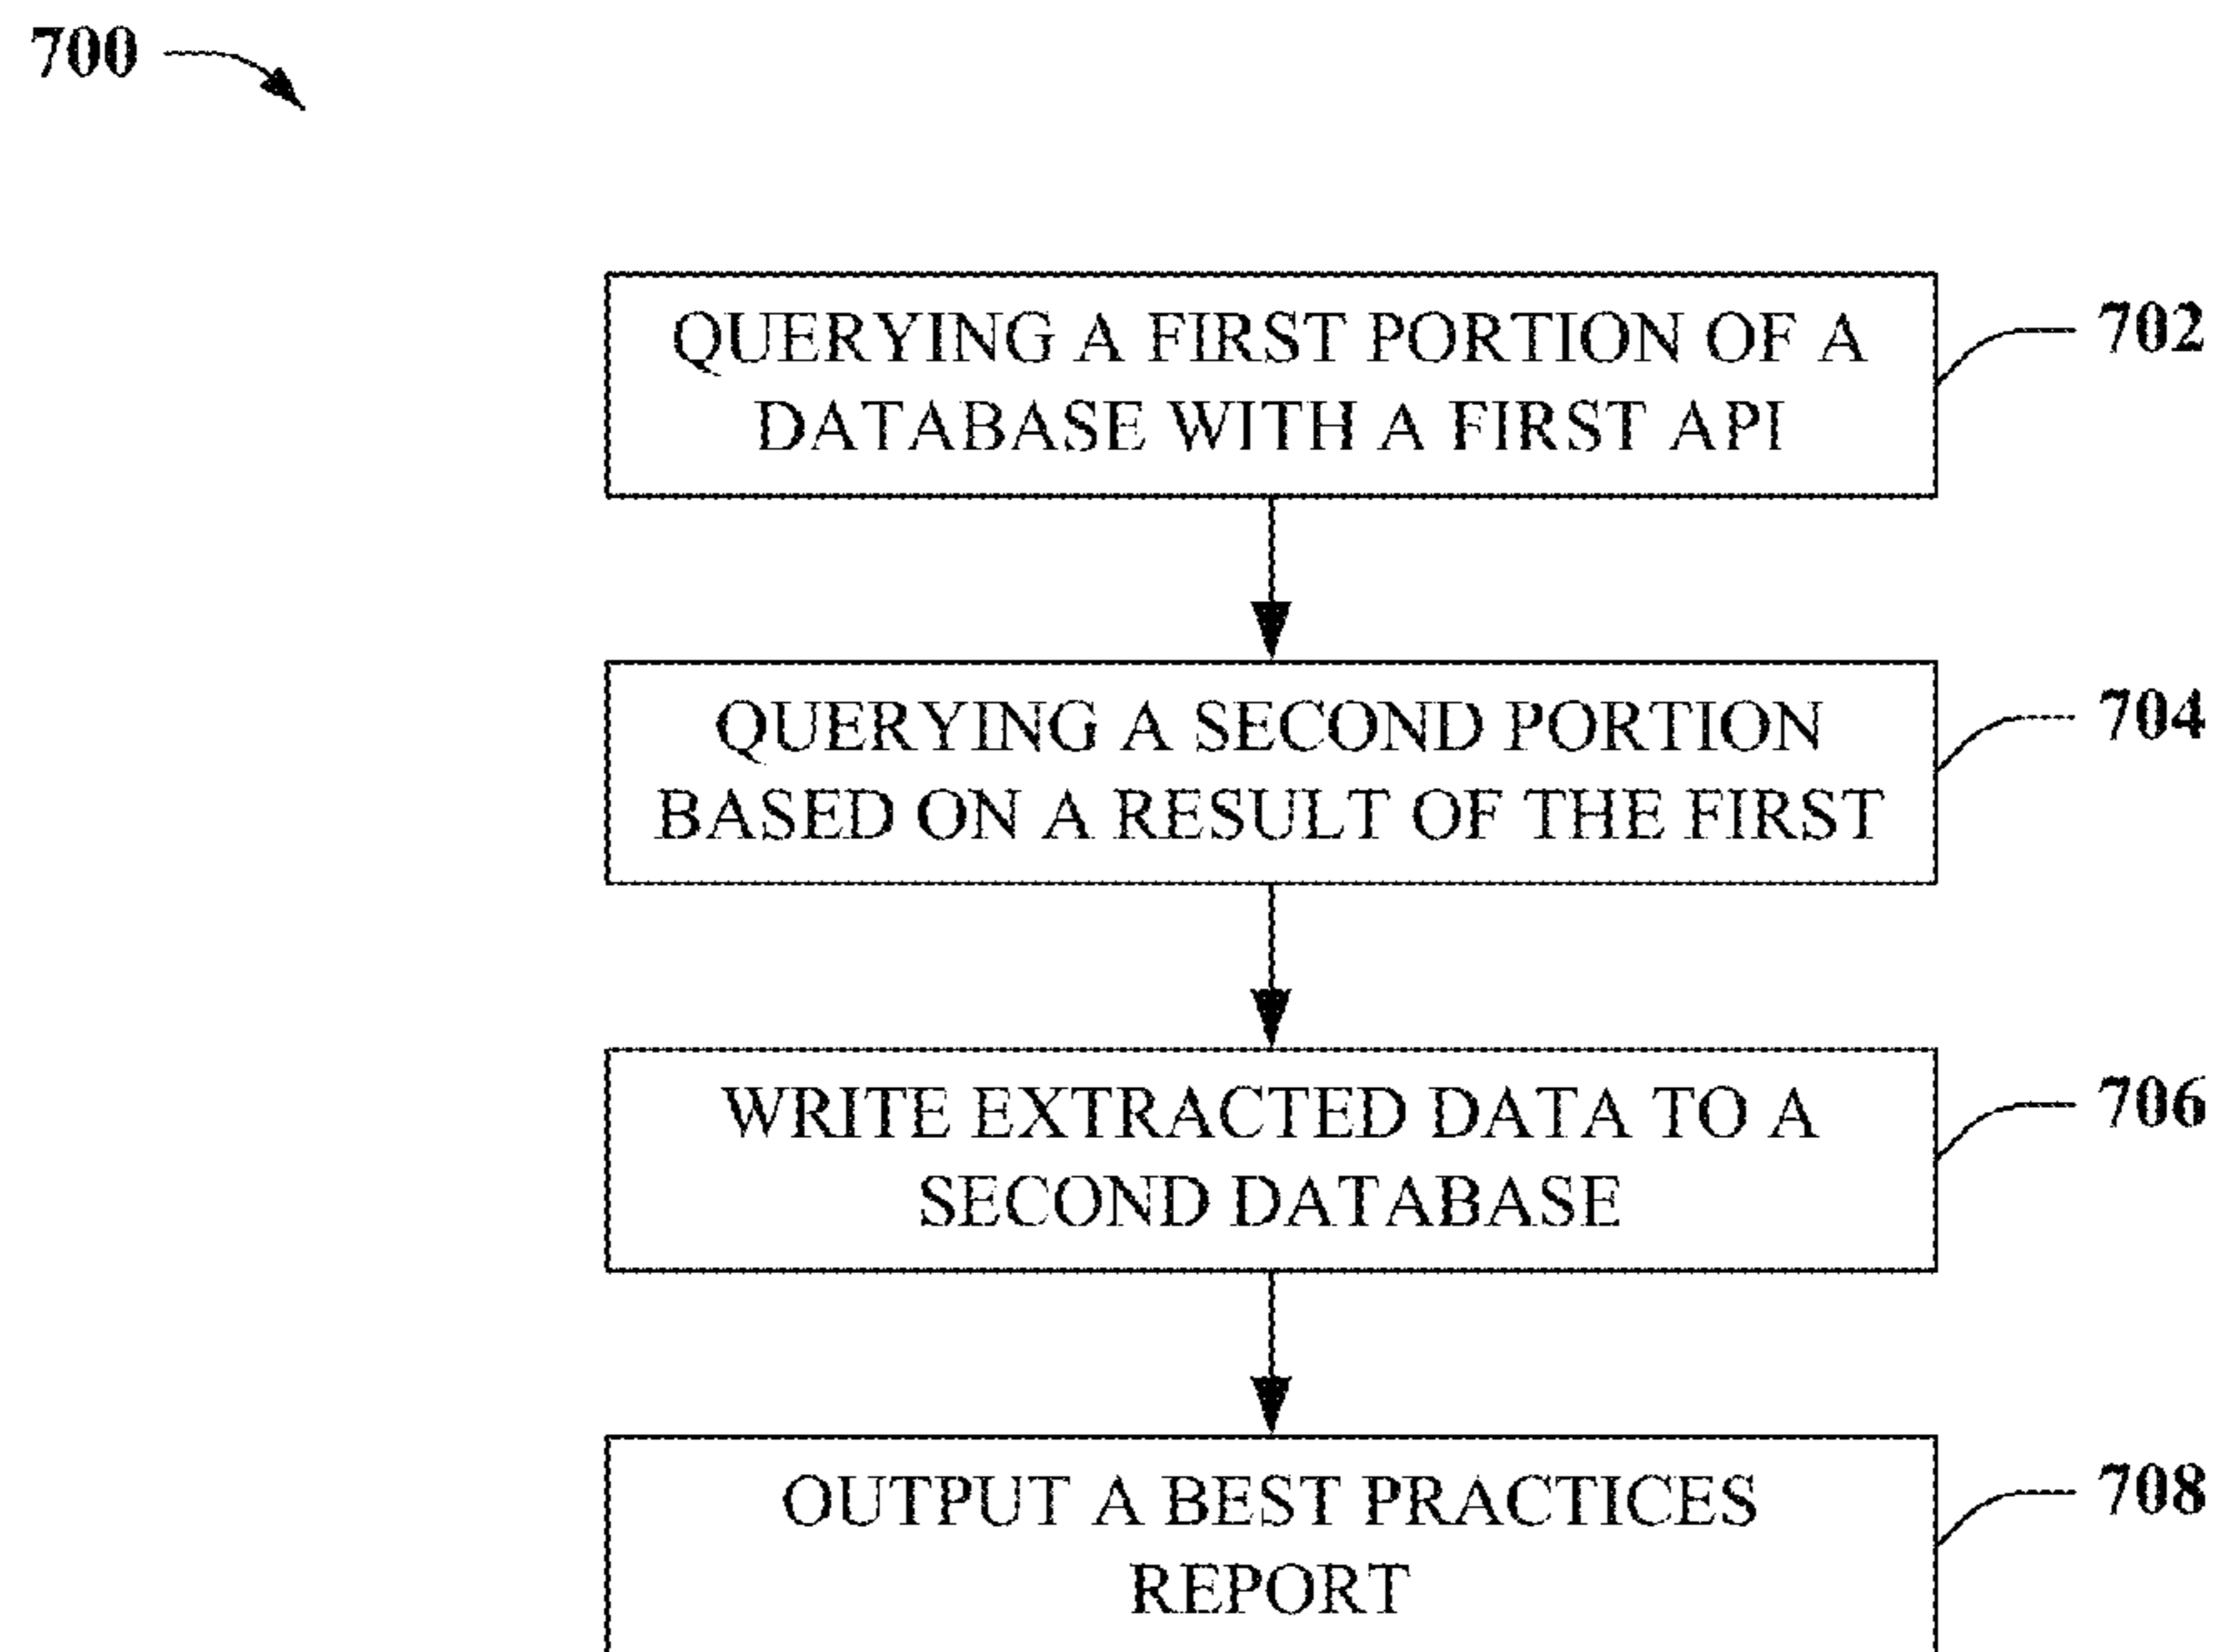 700
QUERYING A FIRST PORTION OF A
DATABASE WITH A FIRST API
702
QUERYING A SECOND PORTION
BASED ON A RESULT OF THE FIRST
704
WRITE EXTRACTED DATA TO A
SECOND DATABASE
706
OUTPUT A BEST PRACTICES
REPORT
708